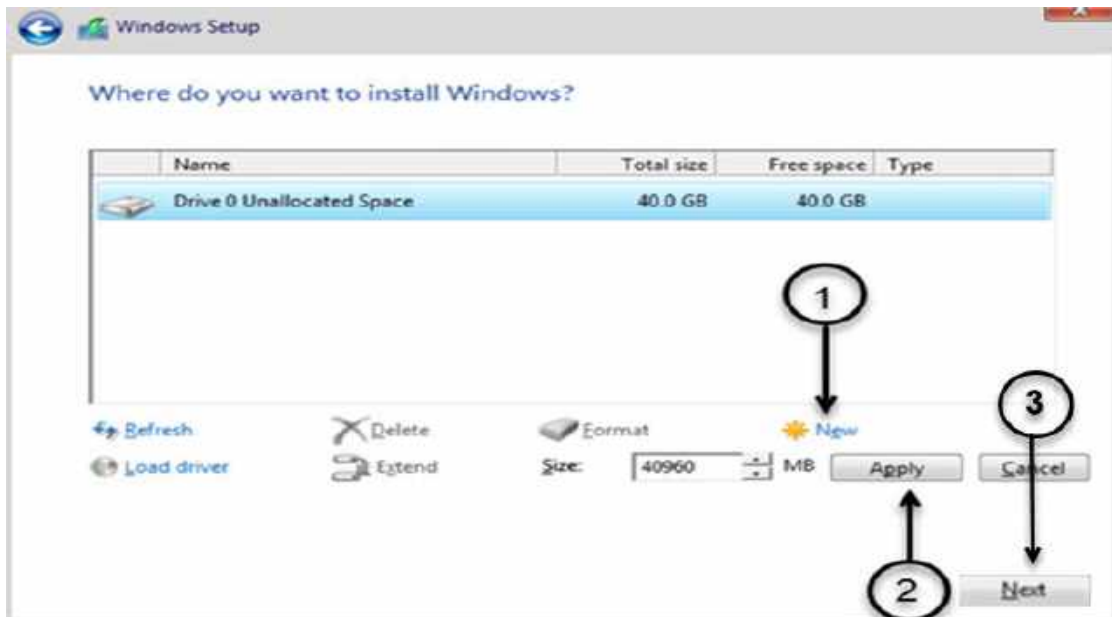 Windows Setup
Where do you want to install Windows?
Name Total size Free space Type
Drive 0 Unallocated Space 40.0 GB 40.0 GB
1
3
Refresh Delete Format New
Load driver Extend Size: 40960 MB Apply Cancel
2 Next